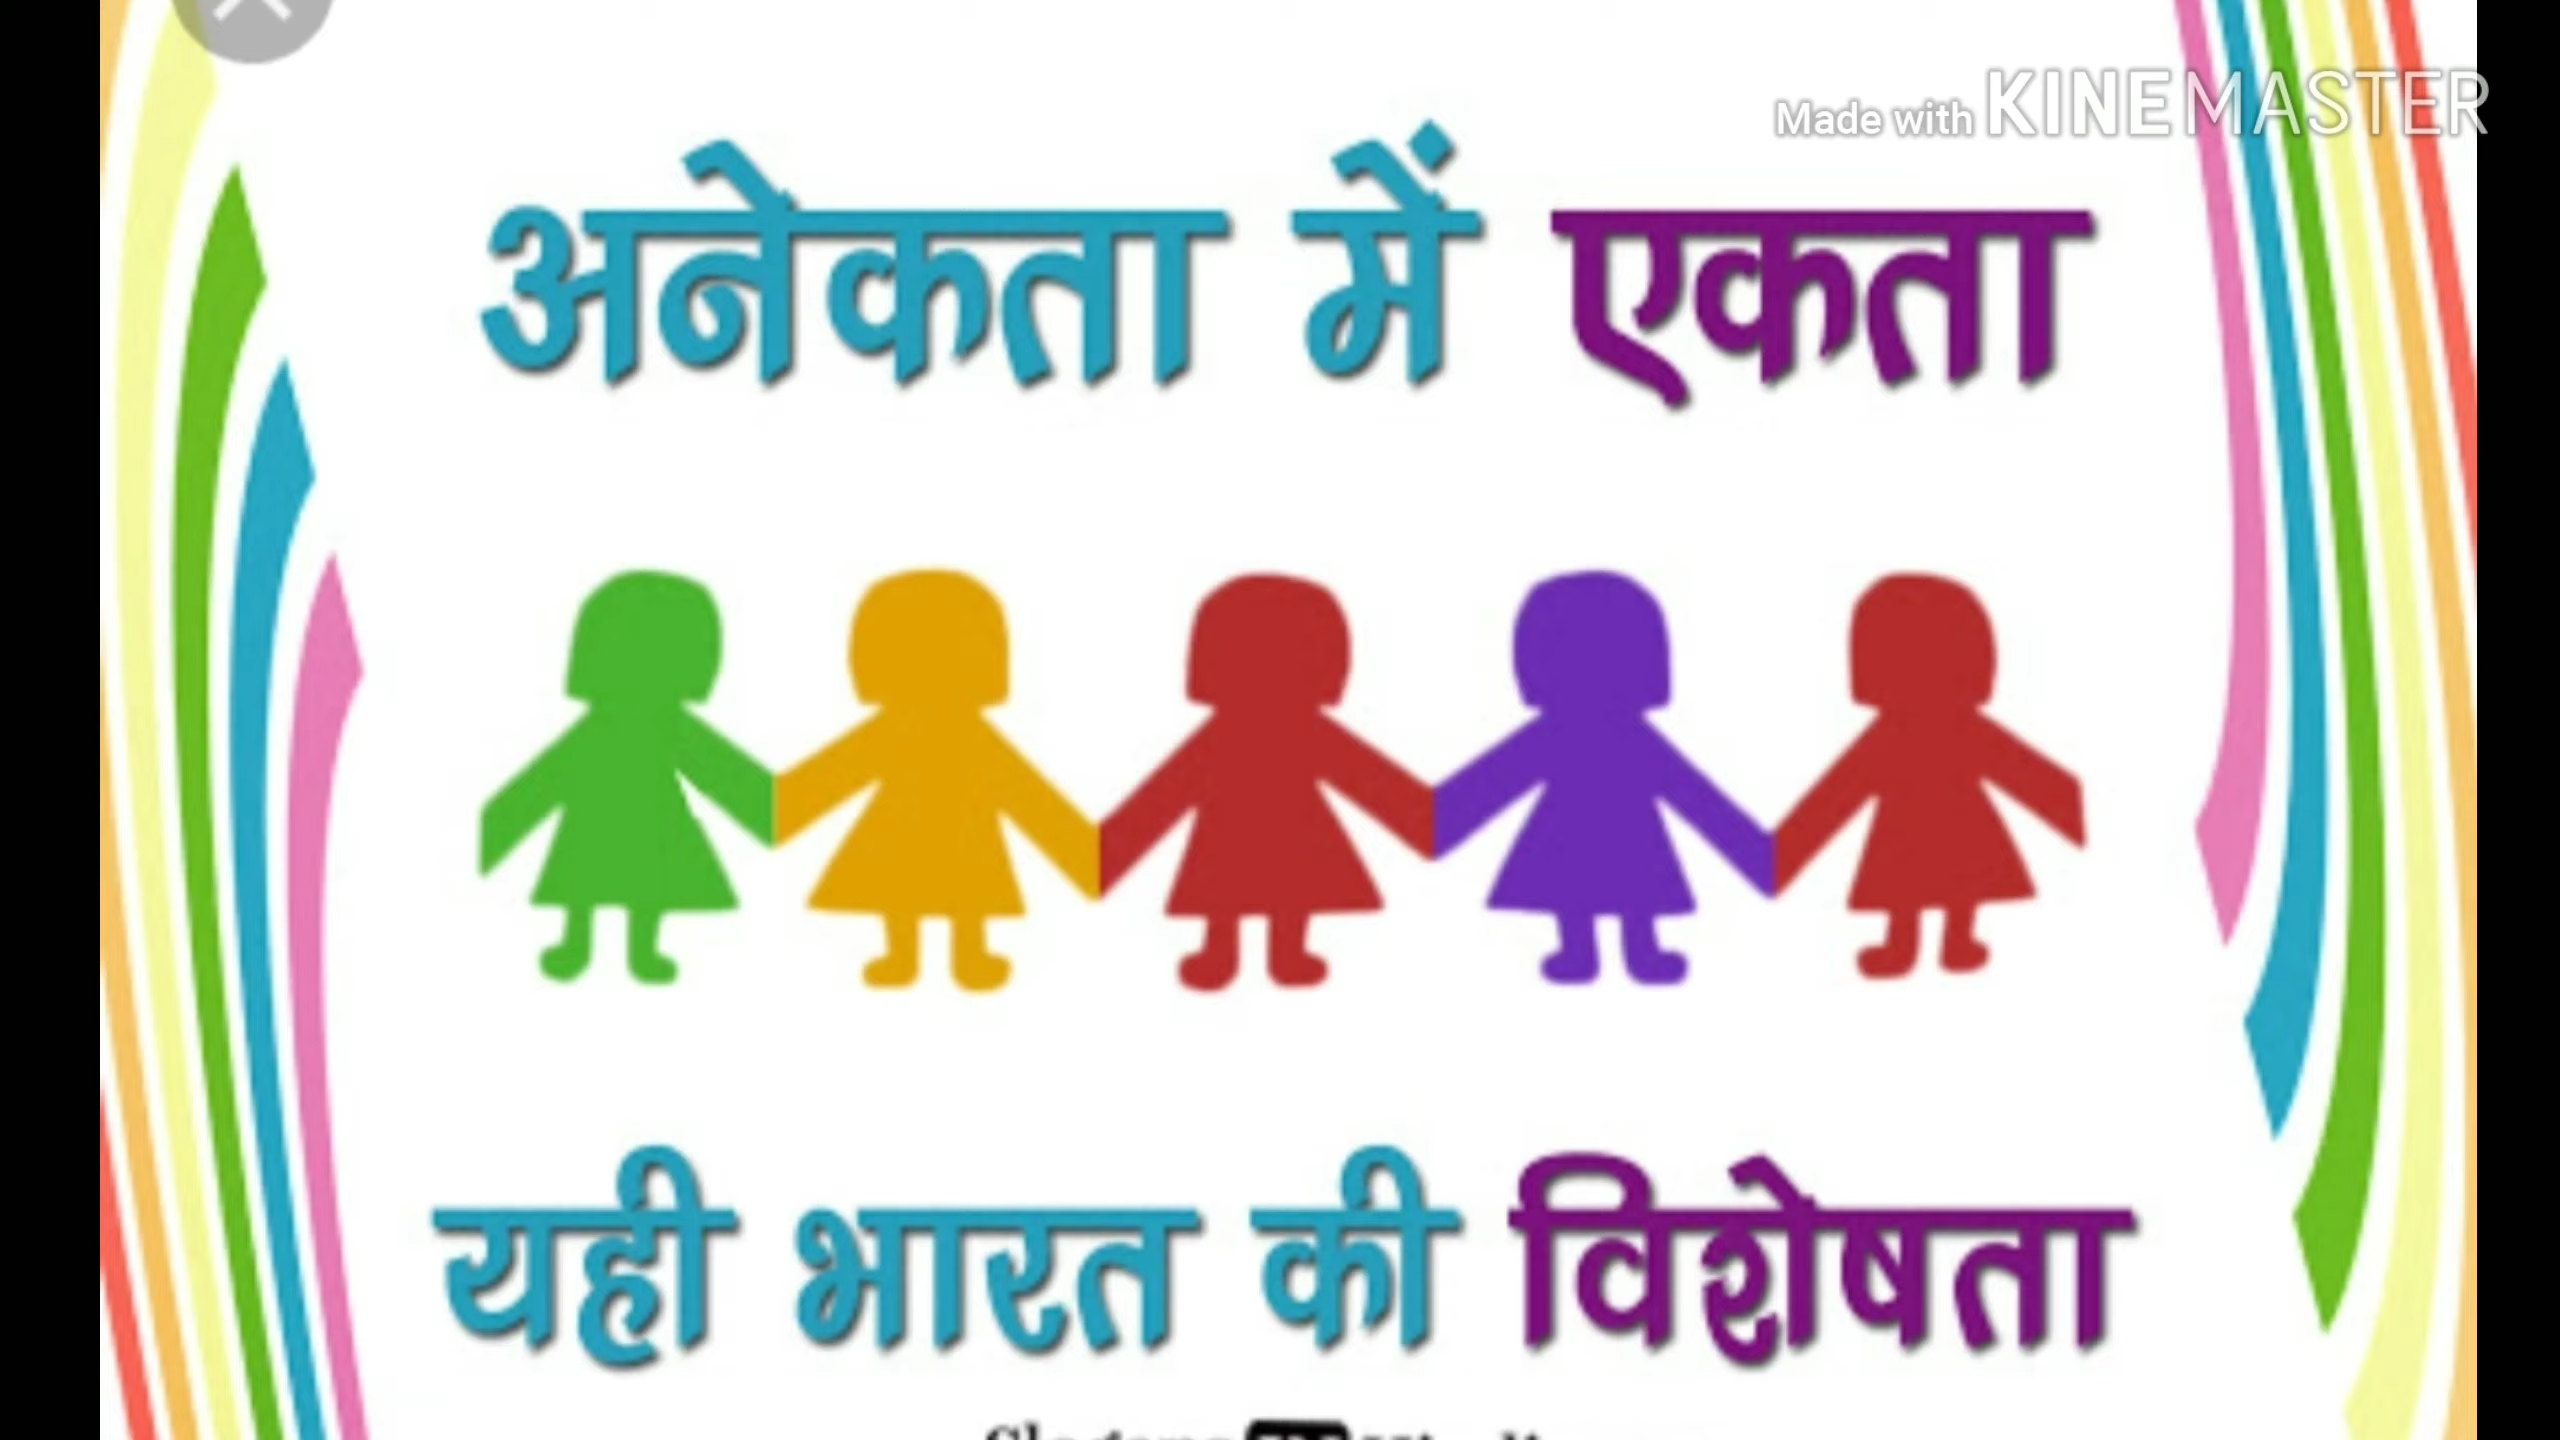 Made with KINEMASTER
अनेकता में एकता
यही भारत की विशेषता